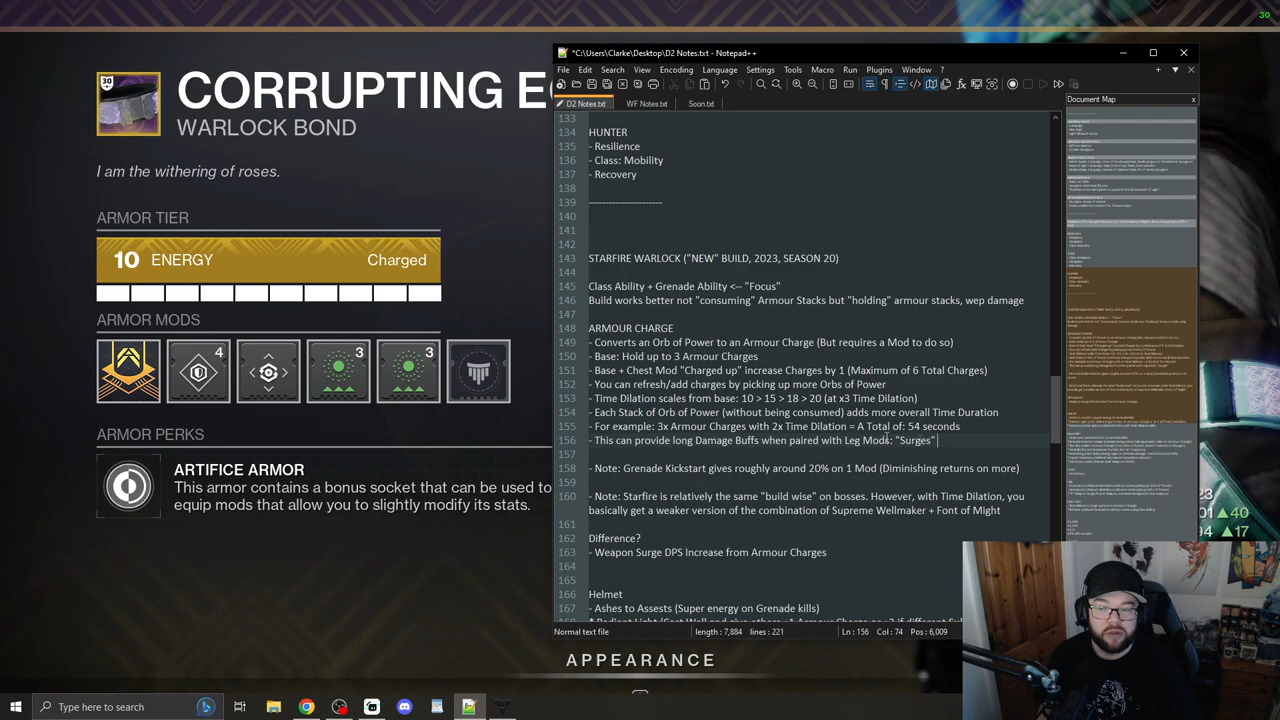 30
30
CORRUPTING E
WARLOCK BOND
I am the withering of roses.
ARMOR TIER
10 ENERGY Charged
ARMOR MODS
4
3
3
ARMOR PERKS
ARTIFICE ARMOR
This armor contains a bonus socket that can be used to
equip mods that allow you to slightly modify its stats.
*C:\Users\Clarke\Desktop\D2 Notes.txt - Notepad++
File Edit Search View Encoding Language Settings Tools Macro Run Plugins Window ?
D2 Notes.txt WF Notes.txt Soon.txt
Document Map x
133
134 HUNTER
135 - Resilience
136 - Class: Mobility
137 - Recovery
138
139 ----------------------
140
141
142
143 STARFIRE WARLOCK ("NEW" BUILD, 2023, SEASON 20)
144
145 Class Ability + Grenade Ability <-- "Focus"
146 Build works better not "consuming" Armour Stacks but "holding" armour stacks, wep damage
147
148 ARMOUR CHARGE
149 - Converts an Orb of Power to an Armour Charge (But requires a Mod to do so)
150 - Base: Hold up to 3 Armour Charges
151 - Base + Chest Mod "Charged up" increase Charges by 1 (Maximum of 6 Total Charges)
152 - You can refresh/add charges by picking up more Orbs of Power
153 - Time Dilation scales from base: 10 > 15 > 18 > 20 (at x3 Time Dilation)
154 - Each Stack of Orb of Power (without being consumed) adds more overall Time Duration
155 - For example: 3x Armour Charges with 2x Time Dilation = A Total of: 54 seconds
156 - This can provide long Damage Buffs when paired with Leg Mods: "Surges"
157
158 - Note: Grenade Kickstart gives roughly around 20% on 1 Mod (Diminishing returns on more)
159
160 - Note: Starfire is relatively the same "build wise" on bosses. However, with Time Dilation, you
basically get a weaker version of the combination of Supreme Wellmaker + Font of Might
161
162 Difference?
163 - Weapon Surge DPS Increase from Armour Charges
164
165
166 Helmet
167 - Ashes to Assests (Super energy on Grenade kills)
Normal text file length : 7,884 lines : 221 Ln : 156 Col : 74 Pos : 6,009
40
17
APPEARANCE
Type here to search